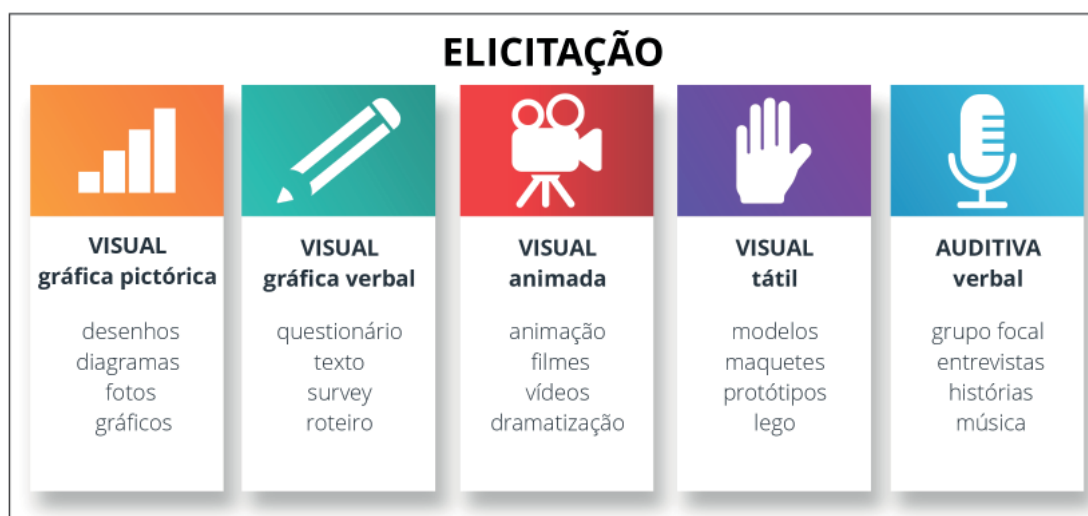 ELICITAÇÃO
VISUAL
gráfica pictórica
desenhos
diagramas
fotos
gráficos
VISUAL
gráfica verbal
questionário
texto
survey
roteiro
VISUAL
animada
animação
filmes
vídeos
dramatização
VISUAL
tátil
modelos
maquetes
protótipos
lego
AUDITIVA
verbal
grupo focal
entrevistas
histórias
música